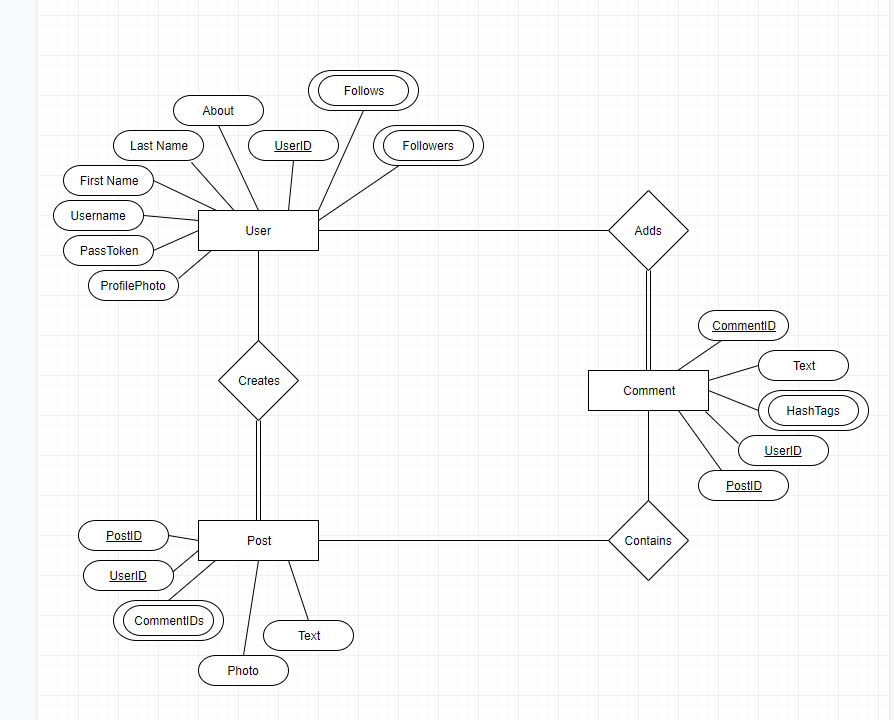 Follows
About
Last Name
UserID
Followers
First Name
Username
User
Adds
PassToken
ProfilePhoto
CommentID
Text
Creates
Comment
HashTags
UserID
PostID
PostID
Post
Contains
UserID
CommentIDs
Text
Photo